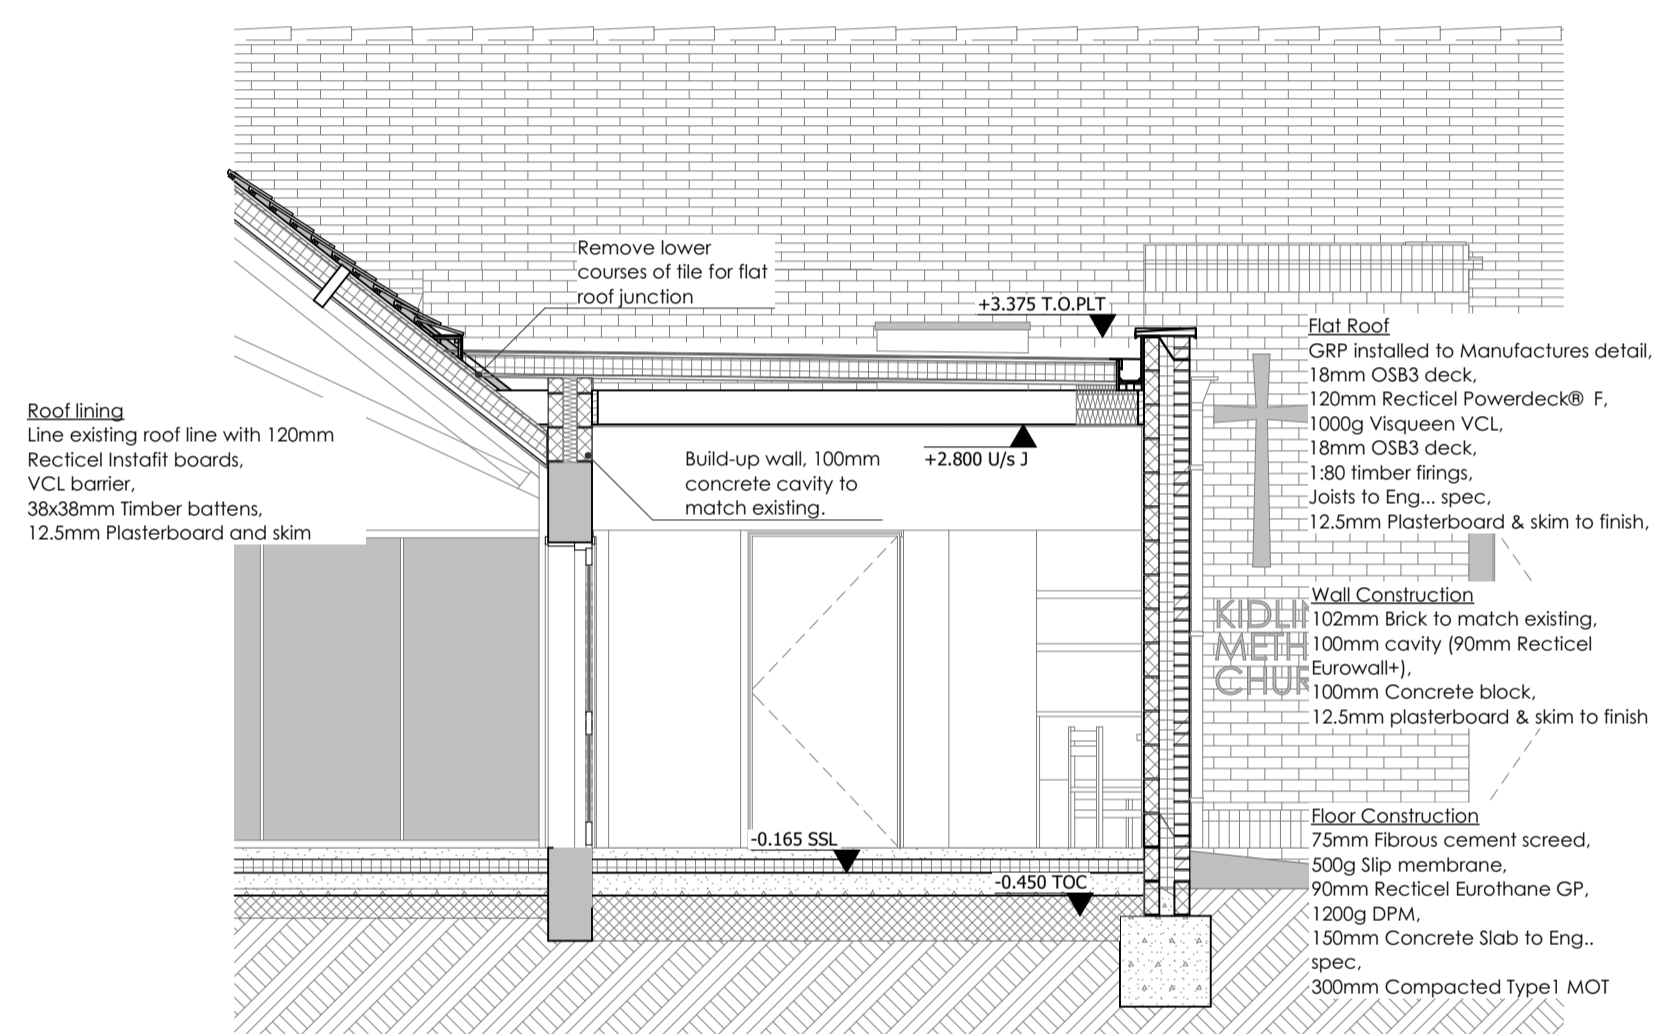 Remove lower
courses of tile for flat
roof junction
+3.375 T.O.PLT
Flat Roof
GRP installed to Manufactures detail,
18mm OSB3 deck,
120mm Recticel Powerdeck® F,
1000g Visqueen VCL,
18mm OSB3 deck,
1:80 timber firings,
Joists to Eng... spec,
12.5mm Plasterboard & skim to finish,
Roof lining
Line existing roof line with 120mm
Recticel Instafit boards,
VCL barrier,
38x38mm Timber battens,
12.5mm Plasterboard and skim
Build-up wall, 100mm
concrete cavity to
match existing.
+2.800 U/s J
Wall Construction
102mm Brick to match existing,
100mm cavity (90mm Recticel
Eurowall+),
100mm Concrete block,
12.5mm plasterboard & skim to finish
KIDLIN
METH
CHUR
-0.165 SSL
-0.450 TOC
Floor Construction
75mm Fibrous cement screed,
500g Slip membrane,
90mm Recticel Eurothane GP,
1200g DPM,
150mm Concrete Slab to Eng..
spec,
300mm Compacted Type1 MOT